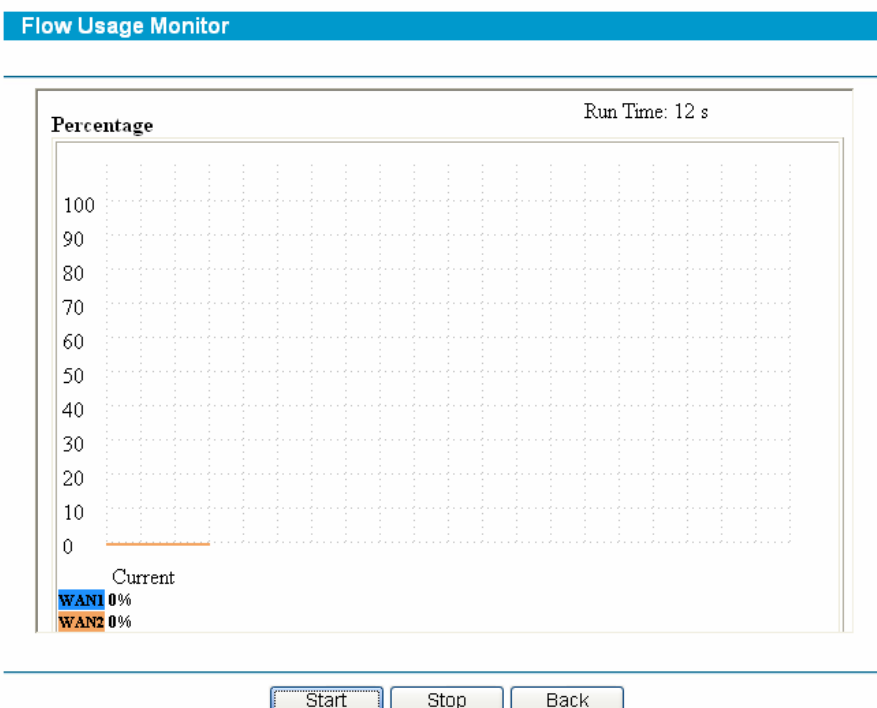 Flow Usage Monitor
Run Time: 12 s
Percentage
100
90
80
70
60
50
40
30
20
10
0
Current
WAN1 0%
WAN2 0%
Start Stop Back